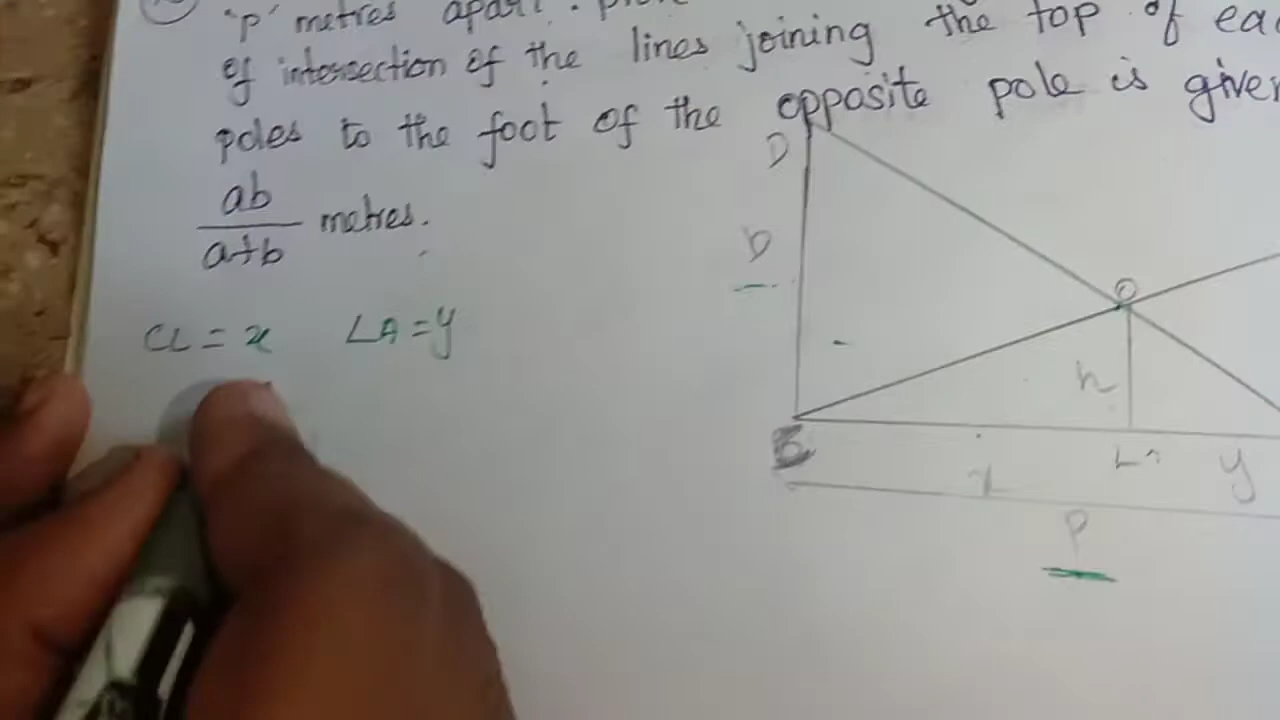 'p' metres apart.
of intersection of the lines joining the top of
poles to the foot of the opposite pole is given
ab
a+b
metres.
CL = x LA = y
D
b
O
h
L
y
P